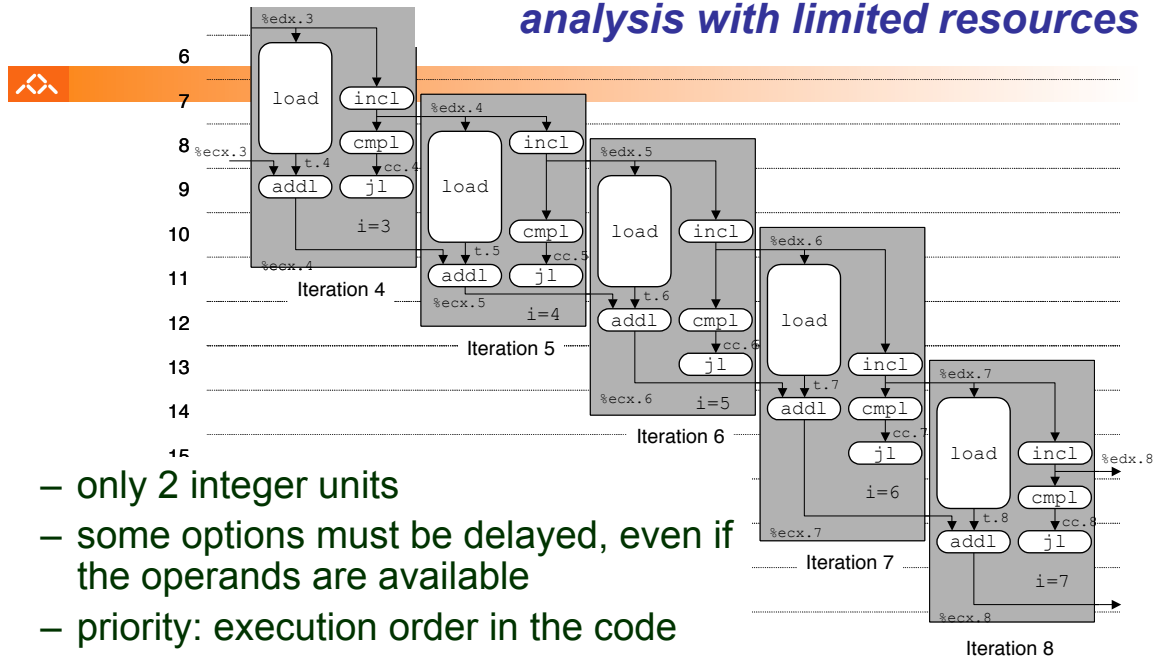 analysis with limited resources
6
7
8
9
10
11
12
13
14
15
%edx.3
load
incl
cmpl
%ecx.3
t.4
cc.4
addl
jl
i=3
%ecx.4
Iteration 4
%edx.4
load
incl
cmpl
t.5
cc.5
addl
jl
%ecx.5
i=4
Iteration 5
%edx.5
load
incl
t.6
addl
cmpl
cc.6
jl
%ecx.6
i=5
Iteration 6
%edx.6
load
incl
t.7
addl
cmpl
cc.7
jl
i=6
%ecx.7
Iteration 7
%edx.7
load
incl
%edx.8
cmpl
t.8
cc.8
addl
jl
i=7
%ecx.8
Iteration 8
– only 2 integer units
– some options must be delayed, even if
the operands are available
– priority: execution order in the code